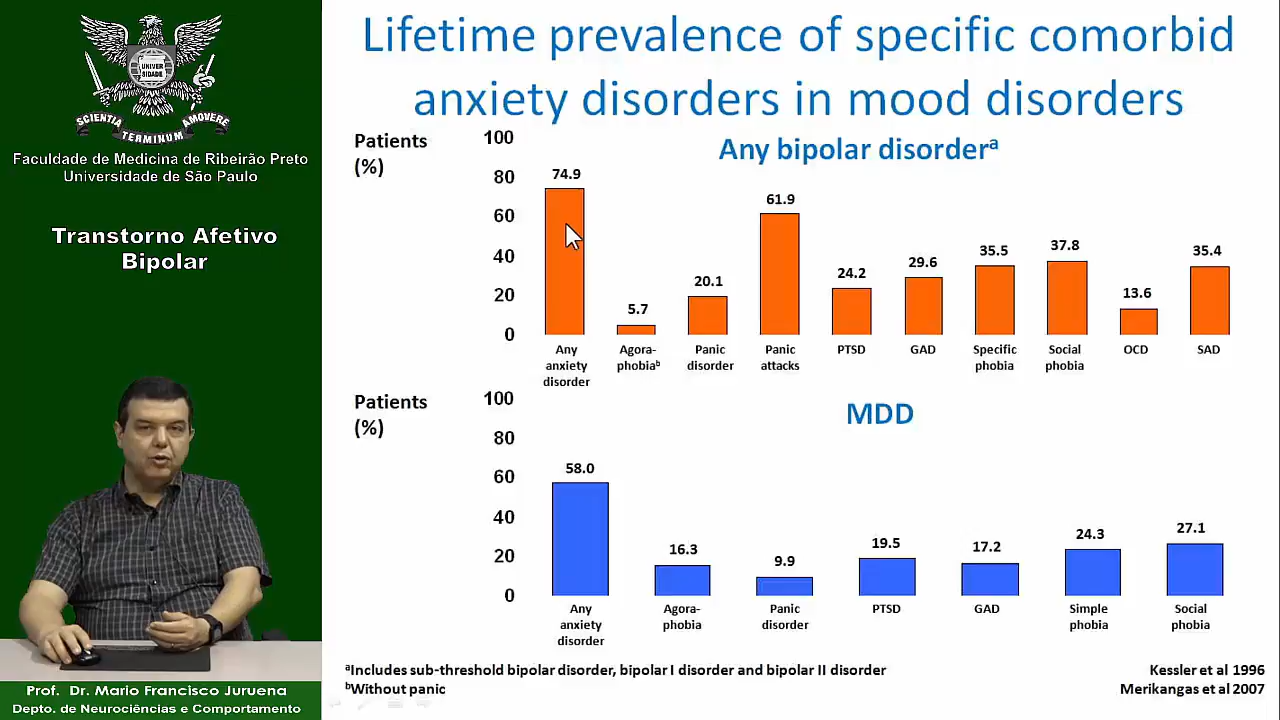 UNIVER
SIDADE
SCIENTIA
TERMINUM
AMOVERE
Faculdade de Medicina de Ribeirão Preto
Universidade de São Paulo
Transtorno Afetivo
Bipolar
Prof. Dr. Mario Francisco Juruena
Depto. de Neurociências e Comportamento
Lifetime prevalence of specific comorbid
anxiety disorders in mood disorders
Patients
(%)
Any bipolar disorderᵃ
100
80
60
40
20
0
74.9
5.7
20.1
61.9
24.2
29.6
35.5
37.8
13.6
35.4
Any
anxiety
disorder
Agora-
phobiaᵇ
Panic
disorder
Panic
attacks
PTSD
GAD
Specific
phobia
Social
phobia
OCD
SAD
Patients
(%)
MDD
100
80
60
40
20
0
58.0
16.3
9.9
19.5
17.2
24.3
27.1
Any
anxiety
disorder
Agora-
phobia
Panic
disorder
PTSD
GAD
Simple
phobia
Social
phobia
ᵃIncludes sub-threshold bipolar disorder, bipolar I disorder and bipolar II disorder
ᵇWithout panic
Kessler et al 1996
Merikangas et al 2007